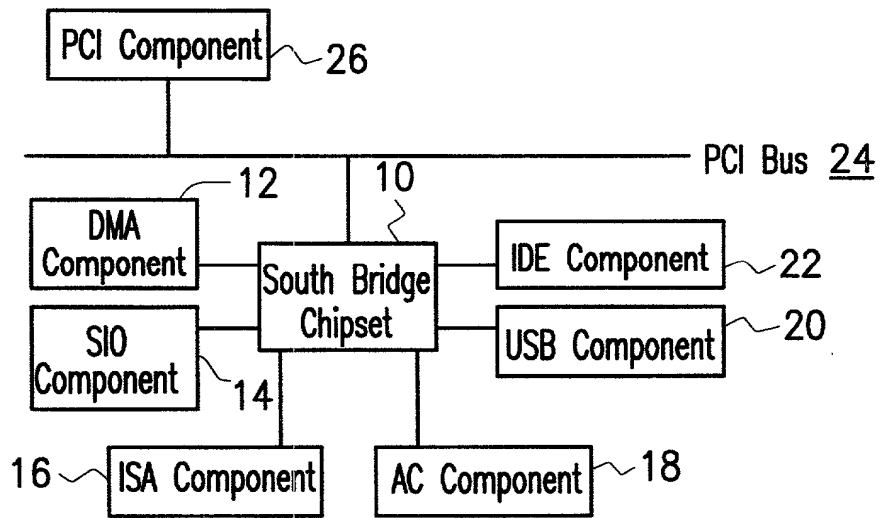 PCI Component
26
PCI Bus 24
12
10
DMA
Component
South Bridge
Chipset
IDE Component
22
SIO
Component
14
USB Component
20
16
ISA Component
AC Component
18